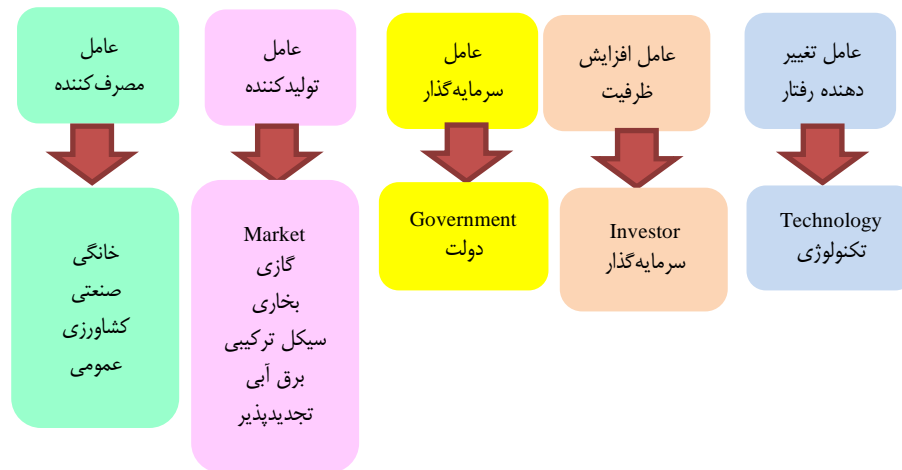 عامل تغییر
دهنده رفتار
عامل افزایش
ظرفیت
عامل
سرمایه‌گذار
عامل
تولیدکننده
عامل
مصرف‌کننده
Technology
تکنولوژی
Investor
سرمایه‌گذار
Government
دولت
Market
گازی
بخاری
سیکل ترکیبی
برق آبی
تجدیدپذیر
خانگی
صنعتی
کشاورزی
عمومی